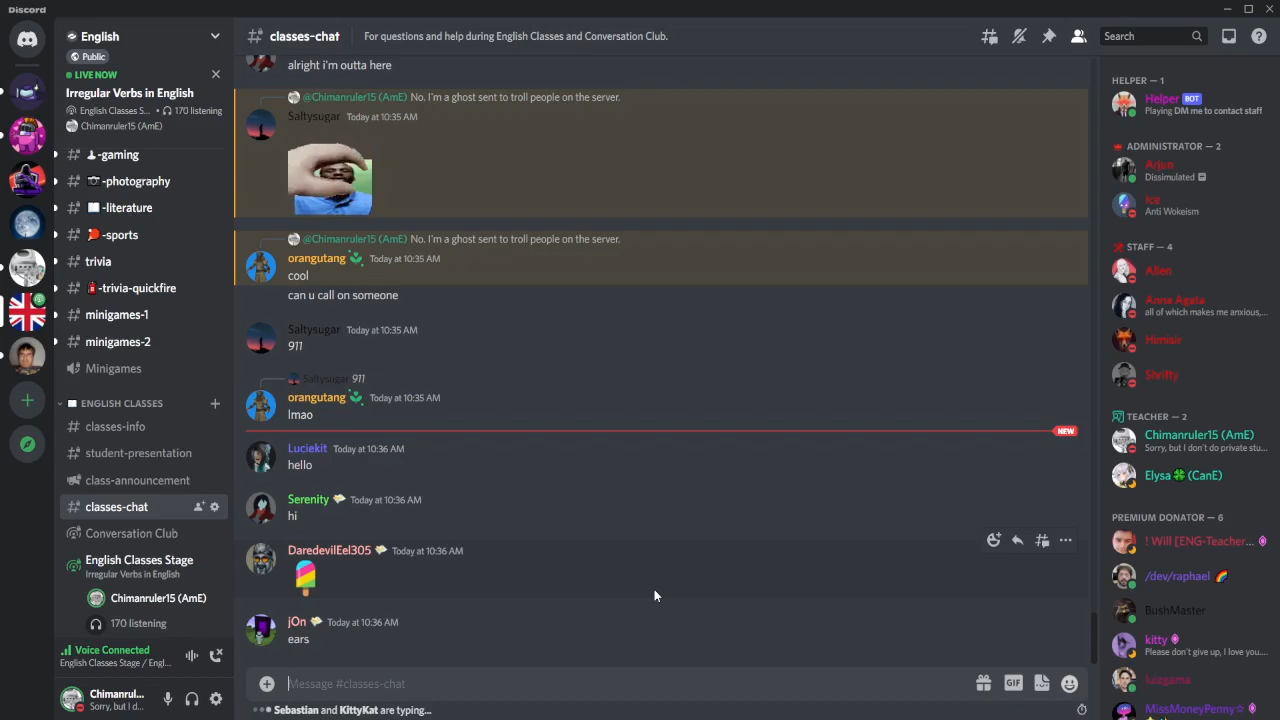 Discord
English
Public
LIVE NOW
Irregular Verbs in English
English Classes S... • 170 listening
Chimanruler15 (AmE)
-gaming
-photography
-literature
-sports
trivia
-trivia-quickfire
minigames-1
minigames-2
Minigames
ENGLISH CLASSES
classes-info
student-presentation
class-announcement
classes-chat
Conversation Club
English Classes Stage
Irregular Verbs in English
Chimanruler15 (AmE)
170 listening
Voice Connected
English Classes Stage / Engl...
Chimanrul...
Sorry, but I d...
classes-chat For questions and help during English Classes and Conversation Club.
Search
alright i'm outta here
@Chimanruler15 (AmE) No. I'm a ghost sent to troll people on the server.
Saltysugar Today at 10:35 AM
@Chimanruler15 (AmE) No. I'm a ghost sent to troll people on the server.
orangutang Today at 10:35 AM
cool
can u call on someone
Saltysugar Today at 10:35 AM
911
Saltysugar 911
orangutang Today at 10:35 AM
lmao
NEW
Luciekit Today at 10:36 AM
hello
Serenity Today at 10:36 AM
hi
DaredevilEel305 Today at 10:36 AM
jOn Today at 10:36 AM
ears
Message #classes-chat
GIF
Sebastian and KittyKat are typing...
HELPER — 1
Helper BOT
Playing DM me to contact staff
ADMINISTRATOR — 2
Arjun
Dissimulated
Ice
Anti Wokeism
STAFF — 4
Alien
Anna Agata
all of which makes me anxious,...
Himiair
Shrifty
TEACHER — 2
Chimanruler15 (AmE)
Sorry, but I don't do private stu...
Elysa (CanE)
PREMIUM DONATOR — 6
! Will [ENG-Teacher...
/dev/raphael
BushMaster
kitty
Please don't give up, I love you....
luizgama
MissMoneyPenny☆